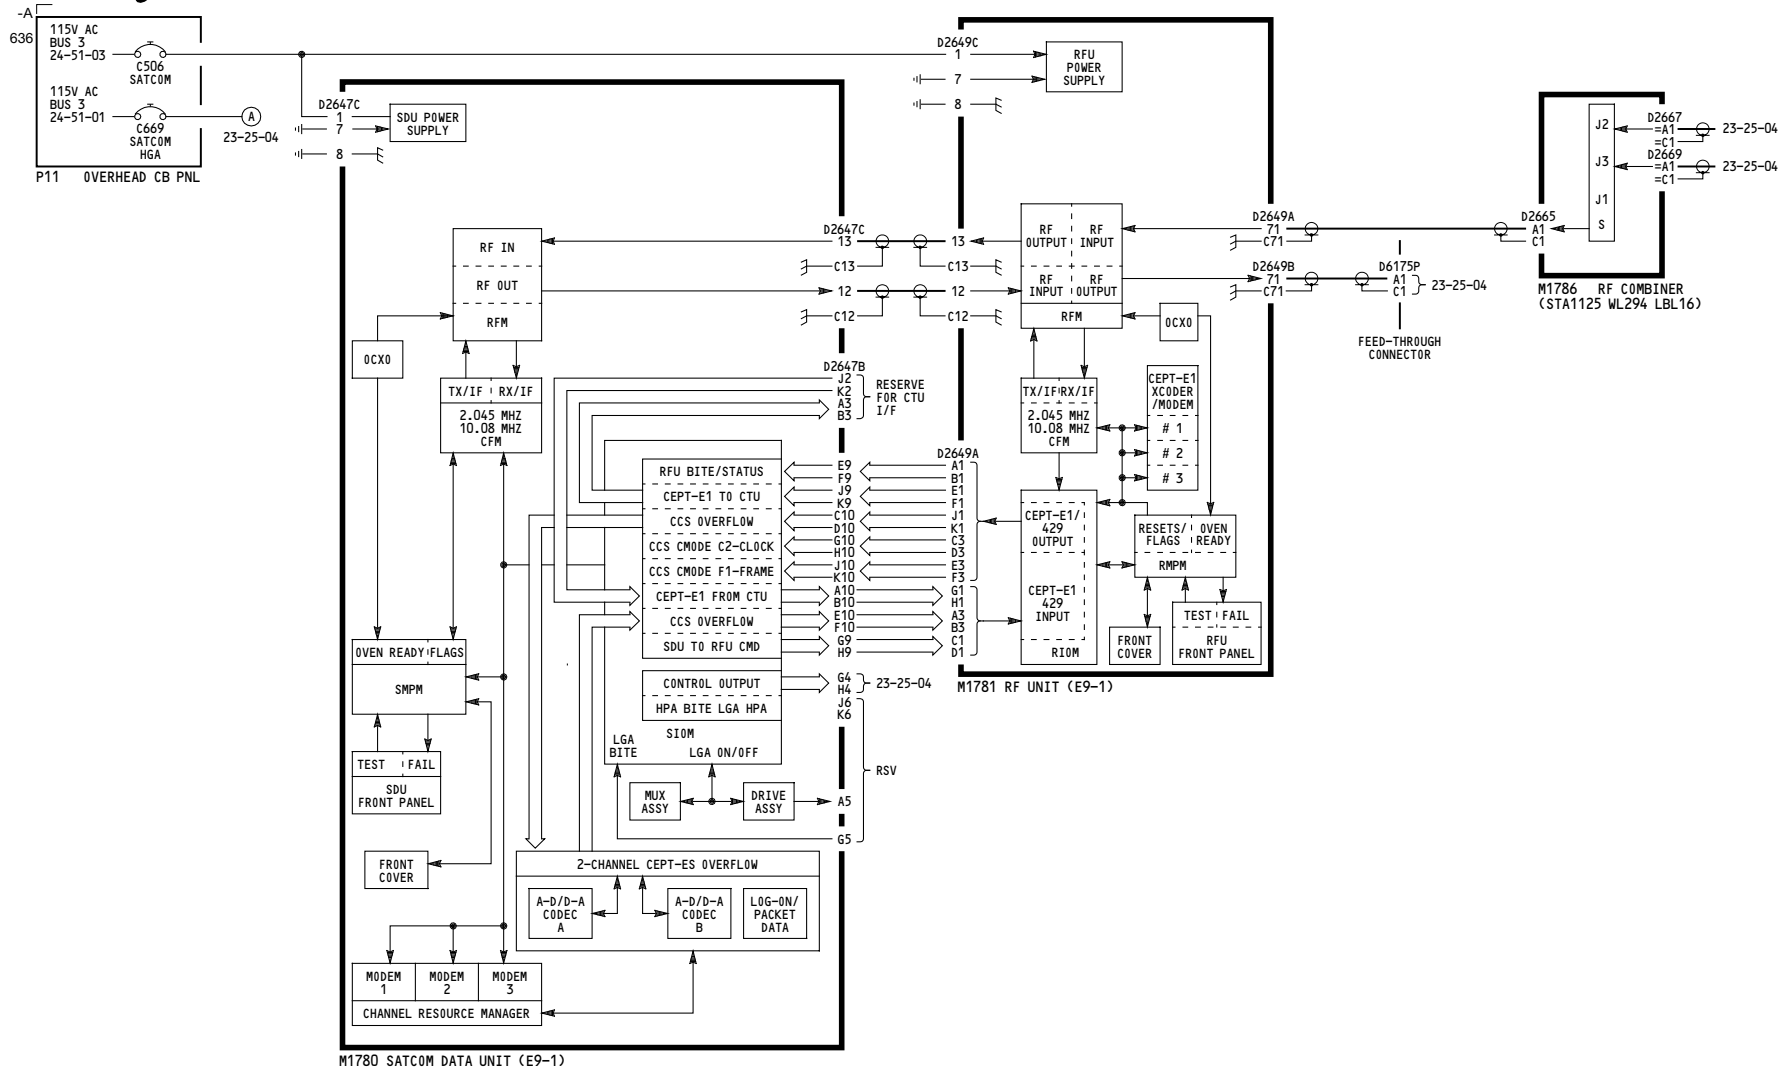 -A
636
115V AC
BUS 3
24-51-03
C506
SATCOM
115V AC
BUS 3
24-51-01
C669
SATCOM
HGA
A
23-25-04
P11 OVERHEAD CB PNL
D2647C
1
7
8
SDU POWER
SUPPLY
D2649C
1
7
8
RFU
POWER
SUPPLY
RF IN
RF OUT
RFM
OCXO
TX/IF RX/IF
2.045 MHZ
10.08 MHZ
CFM
D2647C
13
C13
12
C12
13
C13
12
C12
RF
OUTPUT
RF
INPUT
RF
INPUT
RF
OUTPUT
RFM
OCXO
D2649A
71
C71
D2649B
71
C71
D6175P
A1
C1
23-25-04
FEED-THROUGH
CONNECTOR
D2665
A1
C1
J2
J3
J1
S
D2667
=A1
=C1
23-25-04
D2669
=A1
=C1
23-25-04
M1786 RF COMBINER
(STA1125 WL294 LBL16)
D2647B
J2
K2
A3
B3
RESERVE
FOR CTU
I/F
TX/IF RX/IF
2.045 MHZ
10.08 MHZ
CFM
CEPT-E1
XCODER
/MODEM
# 1
# 2
# 3
RFU BITE/STATUS
CEPT-E1 TO CTU
CCS OVERFLOW
CCS CMODE C2-CLOCK
CCS CMODE F1-FRAME
CEPT-E1 FROM CTU
CCS OVERFLOW
SDU TO RFU CMD
E9
F9
J9
K9
C10
D10
G10
H10
J10
K10
A10
B10
E10
F10
G9
H9
D2649A
A1
B1
E1
F1
J1
K1
C3
D3
E3
F3
G1
H1
A3
B3
C1
D1
CEPT-E1/
429
OUTPUT
CEPT-E1
429
INPUT
RIOM
RESETS/
FLAGS
OVEN
READY
RMPM
TEST FAIL
RFU
FRONT PANEL
FRONT
COVER
M1781 RF UNIT (E9-1)
CONTROL OUTPUT
HPA BITE LGA HPA
SIOM
LGA
BITE
LGA ON/OFF
G4
H4
23-25-04
J6
K6
RSV
A5
G5
MUX
ASSY
DRIVE
ASSY
OVEN READY FLAGS
SMPM
TEST FAIL
SDU
FRONT PANEL
FRONT
COVER
2-CHANNEL CEPT-ES OVERFLOW
A-D/D-A
CODEC
A
A-D/D-A
CODEC
B
LOG-ON/
PACKET
DATA
MODEM
1
MODEM
2
MODEM
3
CHANNEL RESOURCE MANAGER
M1780 SATCOM DATA UNIT (E9-1)